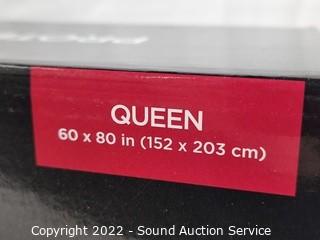 QUEEN
60 x 80 in (152 x 203 cm)
Copyright 2022 - Sound Auction Service